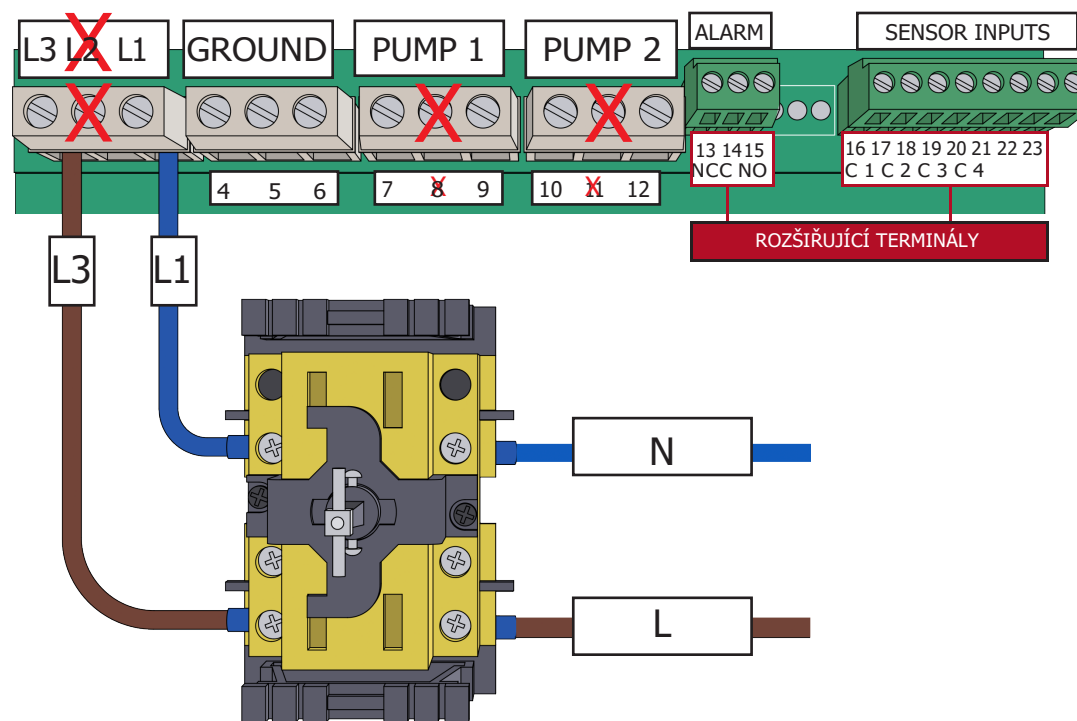 L3 L2 L1
GROUND
PUMP 1
PUMP 2
ALARM
SENSOR INPUTS
4 5 6
7 8 9
10 11 12
13 14 15
NC C NO
16 17 18 19 20 21 22 23
C 1 C 2 C 3 C 4
ROZŠIŘUJÍCÍ TERMINÁLY
L3
L1
N
L